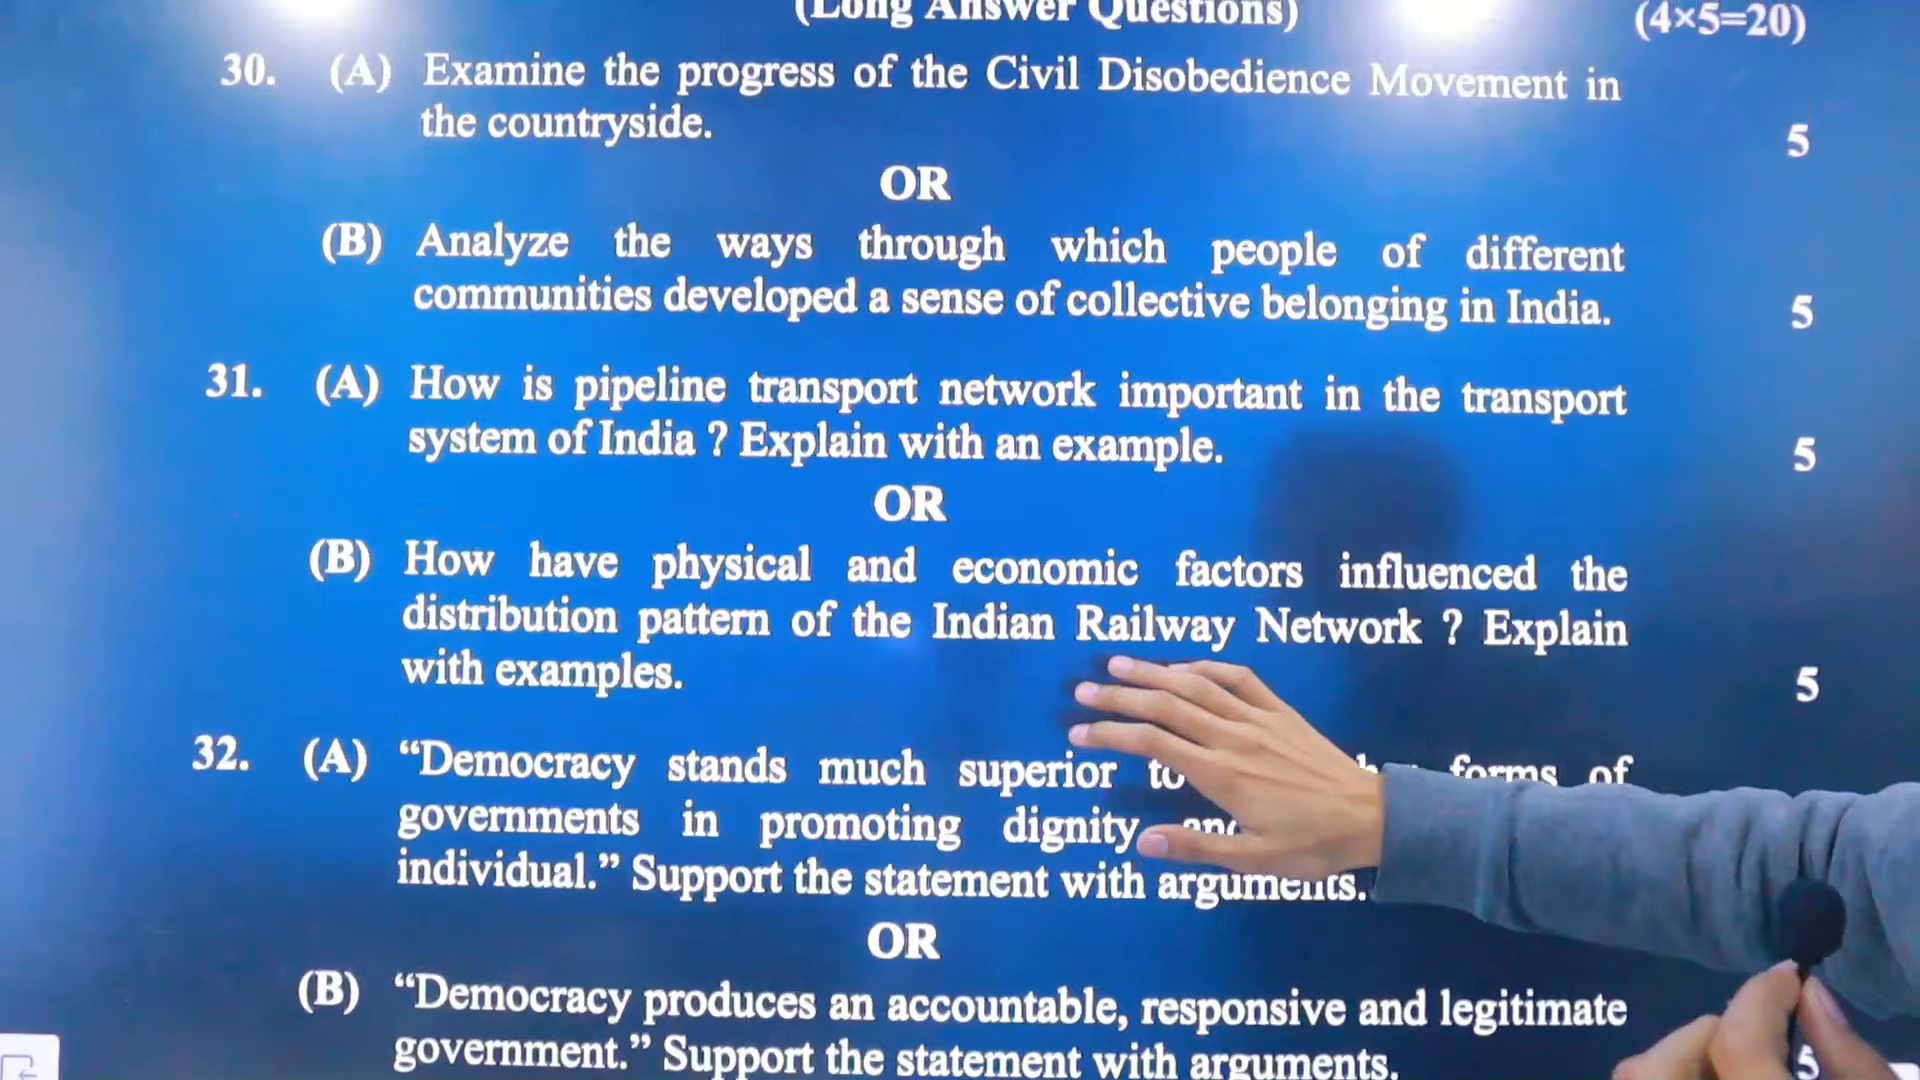 (Long Answer Questions) (4×5=20)
30. (A) Examine the progress of the Civil Disobedience Movement in
the countryside. 5
OR
(B) Analyze the ways through which people of different
communities developed a sense of collective belonging in India. 5
31. (A) How is pipeline transport network important in the transport
system of India ? Explain with an example. 5
OR
(B) How have physical and economic factors influenced the
distribution pattern of the Indian Railway Network ? Explain
with examples. 5
32. (A) “Democracy stands much superior to forms of
governments in promoting dignity
individual.” Support the statement with arguments.
OR
(B) “Democracy produces an accountable, responsive and legitimate
government.” Support the statement with arguments. 5